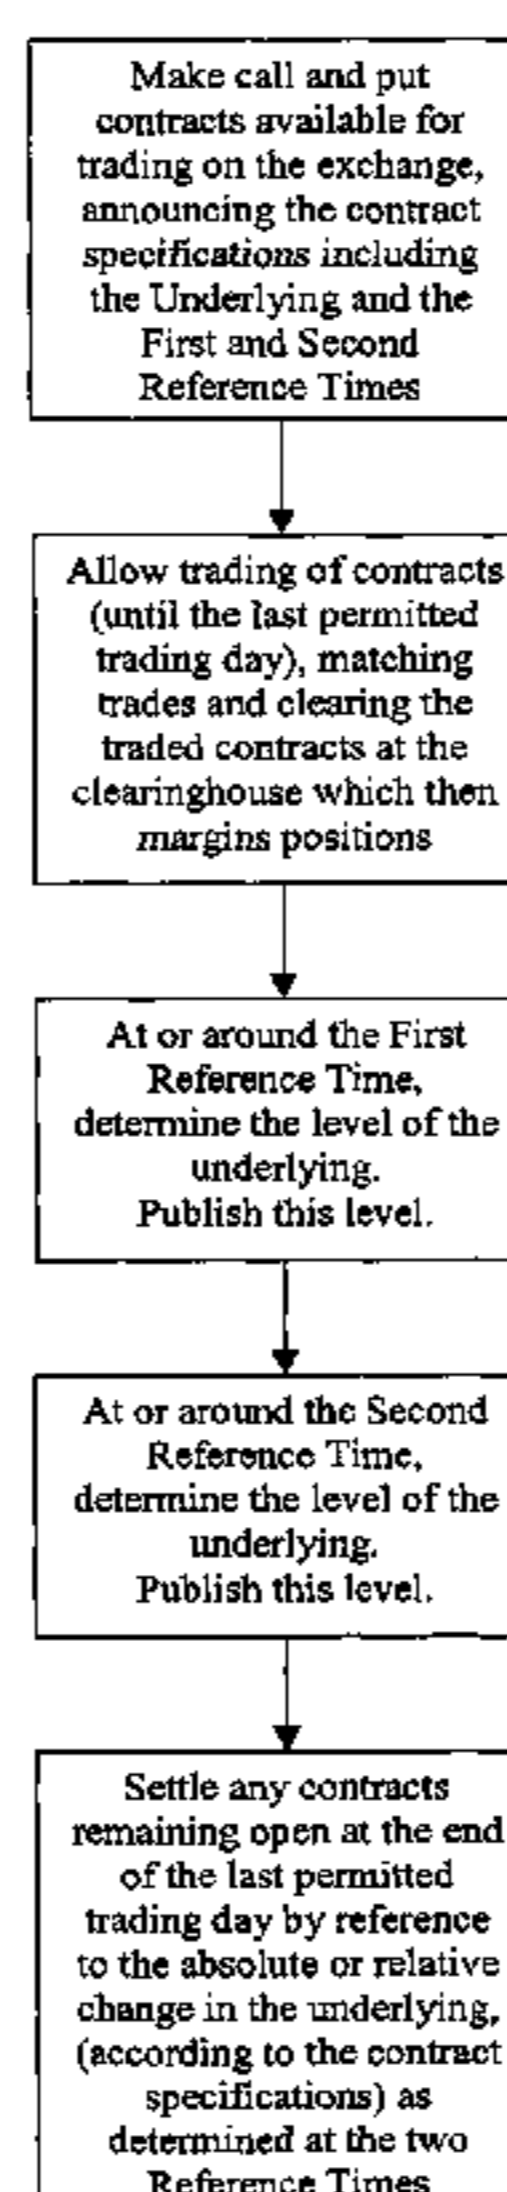 Make call and put
contracts available for
trading on the exchange,
announcing the contract
specifications including
the Underlying and the
First and Second
Reference Times
Allow trading of contracts
(until the last permitted
trading day), matching
trades and clearing the
traded contracts at the
clearinghouse which then
margins positions
At or around the First
Reference Time,
determine the level of the
underlying.
Publish this level.
At or around the Second
Reference Time,
determine the level of the
underlying.
Publish this level.
Settle any contracts
remaining open at the end
of the last permitted
trading day by reference
to the absolute or relative
change in the underlying,
(according to the contract
specifications) as
determined at the two
Reference Times